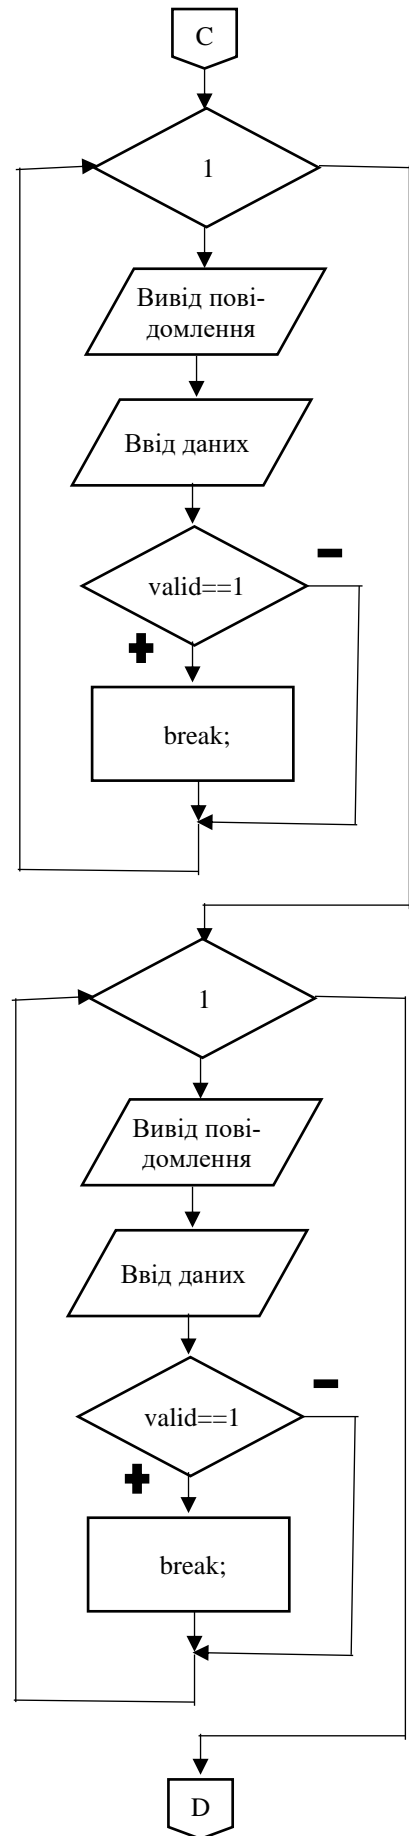 C
1
Вивід пові-
домлення
Ввід даних
valid==1
break;
1
Вивід пові-
домлення
Ввід даних
valid==1
break;
D